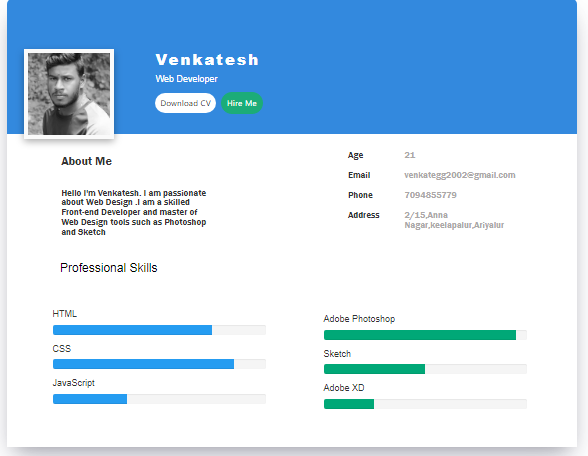 Venkatesh
Web Developer
Download CV
Hire Me
About Me
Hello I'm Venkatesh. I am passionate
about Web Design .I am a skilled
Front-end Developer and master of
Web Design tools such as Photoshop
and Sketch
Age 21
Email venkategg2002@gmail.com
Phone 7094855779
Address 2/15,Anna
Nagar,keelapalur,Ariyalur
Professional Skills
HTML
CSS
JavaScript
Adobe Photoshop
Sketch
Adobe XD